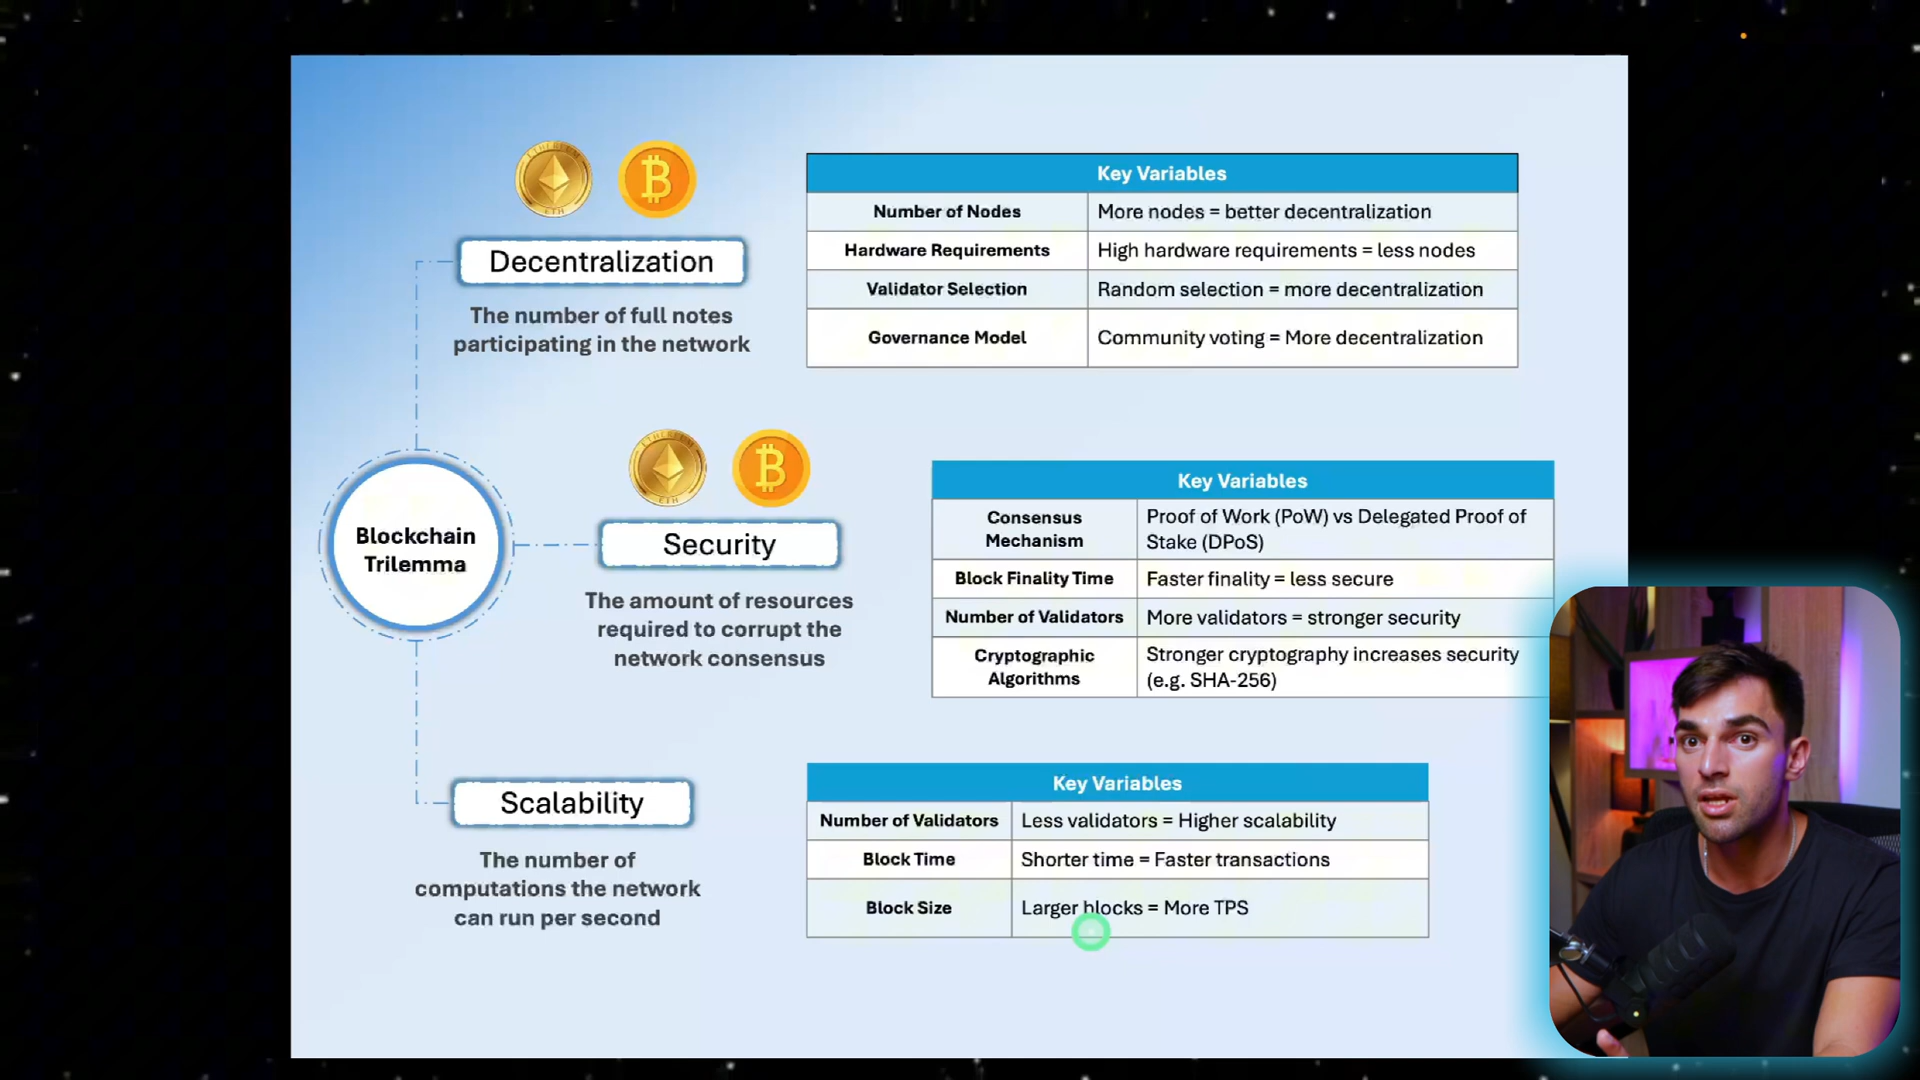 ETHEREUM
ETH
Decentralization
The number of full notes
participating in the network
Key Variables
Number of Nodes
More nodes = better decentralization
Hardware Requirements
High hardware requirements = less nodes
Validator Selection
Random selection = more decentralization
Governance Model
Community voting = More decentralization
Blockchain
Trilemma
ETHEREUM
ETH
Security
The amount of resources
required to corrupt the
network consensus
Key Variables
Consensus
Mechanism
Proof of Work (PoW) vs Delegated Proof of
Stake (DPoS)
Block Finality Time
Faster finality = less secure
Number of Validators
More validators = stronger security
Cryptographic
Algorithms
Stronger cryptography increases security
(e.g. SHA-256)
Scalability
The number of
computations the network
can run per second
Key Variables
Number of Validators
Less validators = Higher scalability
Block Time
Shorter time = Faster transactions
Block Size
Larger blocks = More TPS